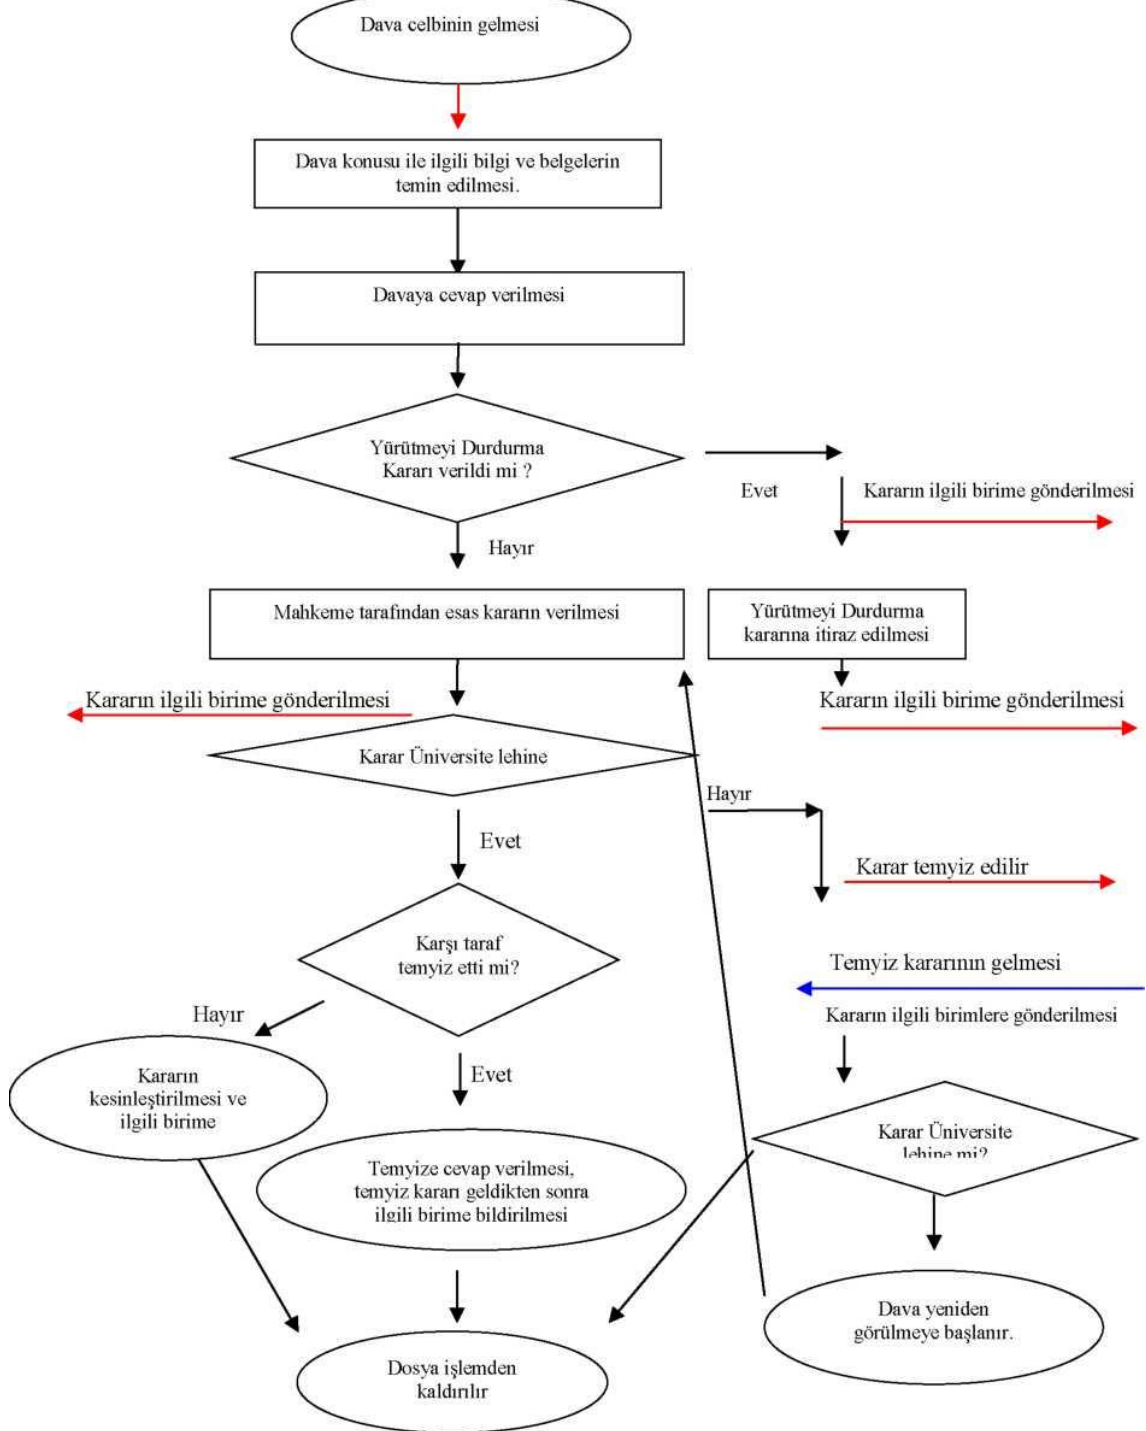 Dava celbinin gelmesi
Dava konusu ile ilgili bilgi ve belgelerin
temin edilmesi.
Davaya cevap verilmesi
Yürütmeyi Durdurma
Kararı verildi mi ?
Evet
Kararın ilgili birime gönderilmesi
Hayır
Mahkeme tarafından esas kararın verilmesi
Yürütmeyi Durdurma
kararına itiraz edilmesi
Kararın ilgili birime gönderilmesi
Kararın ilgili birime gönderilmesi
Karar Üniversite lehine
Hayır
Evet
Karar temyiz edilir
Karşı taraf
temyiz etti mi?
Temyiz kararının gelmesi
Kararın ilgili birimlere gönderilmesi
Hayır
Evet
Kararın
kesinleştirilmesi ve
ilgili birime
Karar Üniversite
lehine mi?
Temyize cevap verilmesi,
temyiz kararı geldikten sonra
ilgili birime bildirilmesi
Dava yeniden
görülmeye başlanır.
Dosya işlemden
kaldırılır